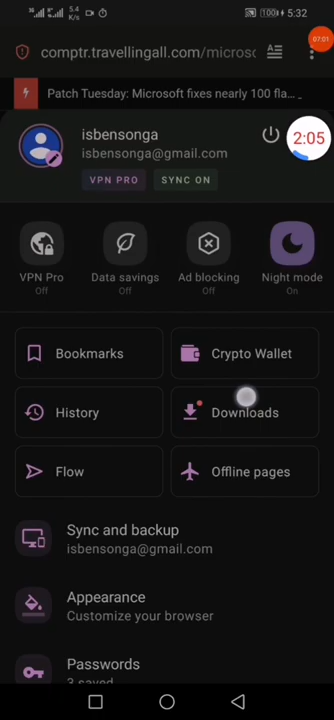 3G 5.4 K/s 100 5:32
07:01
comptr.travellingall.com/microso
Patch Tuesday: Microsoft fixes nearly 100 fla...
isbensonga
isbensonga@gmail.com
2:05
VPN PRO SYNC ON
VPN Pro Data savings Ad blocking Night mode
Off Off Off On
Bookmarks Crypto Wallet
History Downloads
Flow Offline pages
Sync and backup
isbensonga@gmail.com
Appearance
Customize your browser
Passwords
3 saved